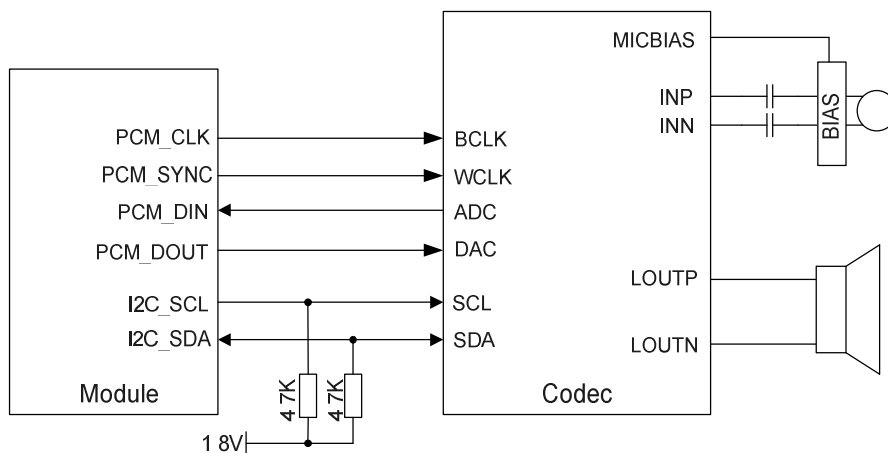 MICBIAS
INP
INN
BIAS
PCM_CLK
BCLK
PCM_SYNC
WCLK
PCM_DIN
ADC
PCM_DOUT
DAC
LOUTP
I2C_SCL
SCL
I2C_SDA
SDA
LOUTN
Module
4 7K
4 7K
Codec
1 8V